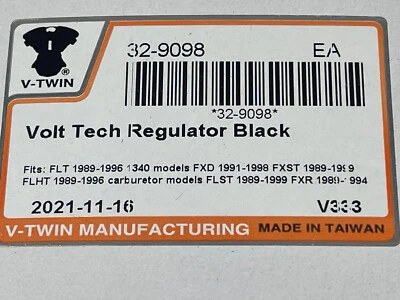 V-TWIN ®
32-9098 EA
*32-9098*
Volt Tech Regulator Black
Fits: FLT 1989-1996 1340 models FXD 1991-1998 FXST 1989-1999
FLHT 1989-1996 carburetor models FLST 1989-1999 FXR 1989-1994
2021-11-16 V333
V-TWIN MANUFACTURING MADE IN TAIWAN